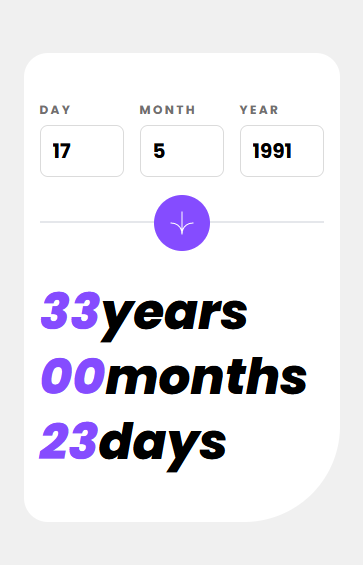 DAY MONTH YEAR
17 5 1991
33years
00months
23days